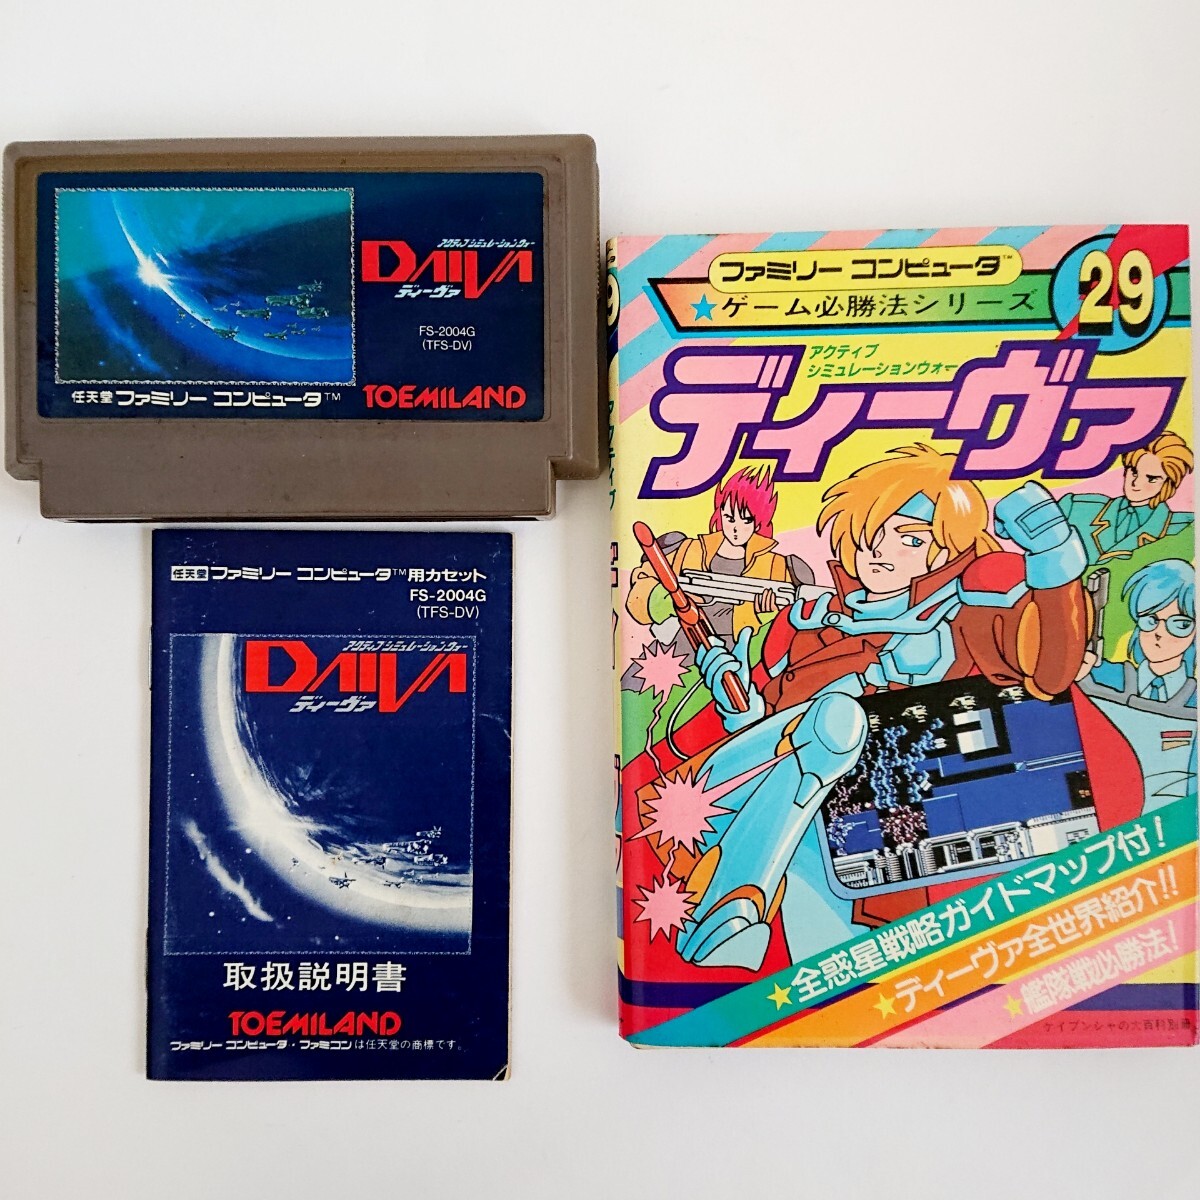 アクティブ シミュレーション ウォー
DAIVA
ディーヴァ
FS-2004G
(TFS-DV)
任天堂 ファミリー コンピュータ™
TOEMILAND
任天堂 ファミリー コンピュータ™用カセット
FS-2004G
(TFS-DV)
アクティブ シミュレーション ウォー
DAIVA
ディーヴァ
取扱説明書
TOEMILAND
ファミリー コンピュータ・ファミコンは任天堂の商標です。
ファミリー コンピュータ™
★ゲーム必勝法シリーズ
29
アクティブ
シミュレーションウォー
ディーヴァ
★全惑星戦略ガイドマップ付!
★ディーヴァ全世界紹介!!
★艦隊戦必勝法!
ケイブンシャの大百科別冊